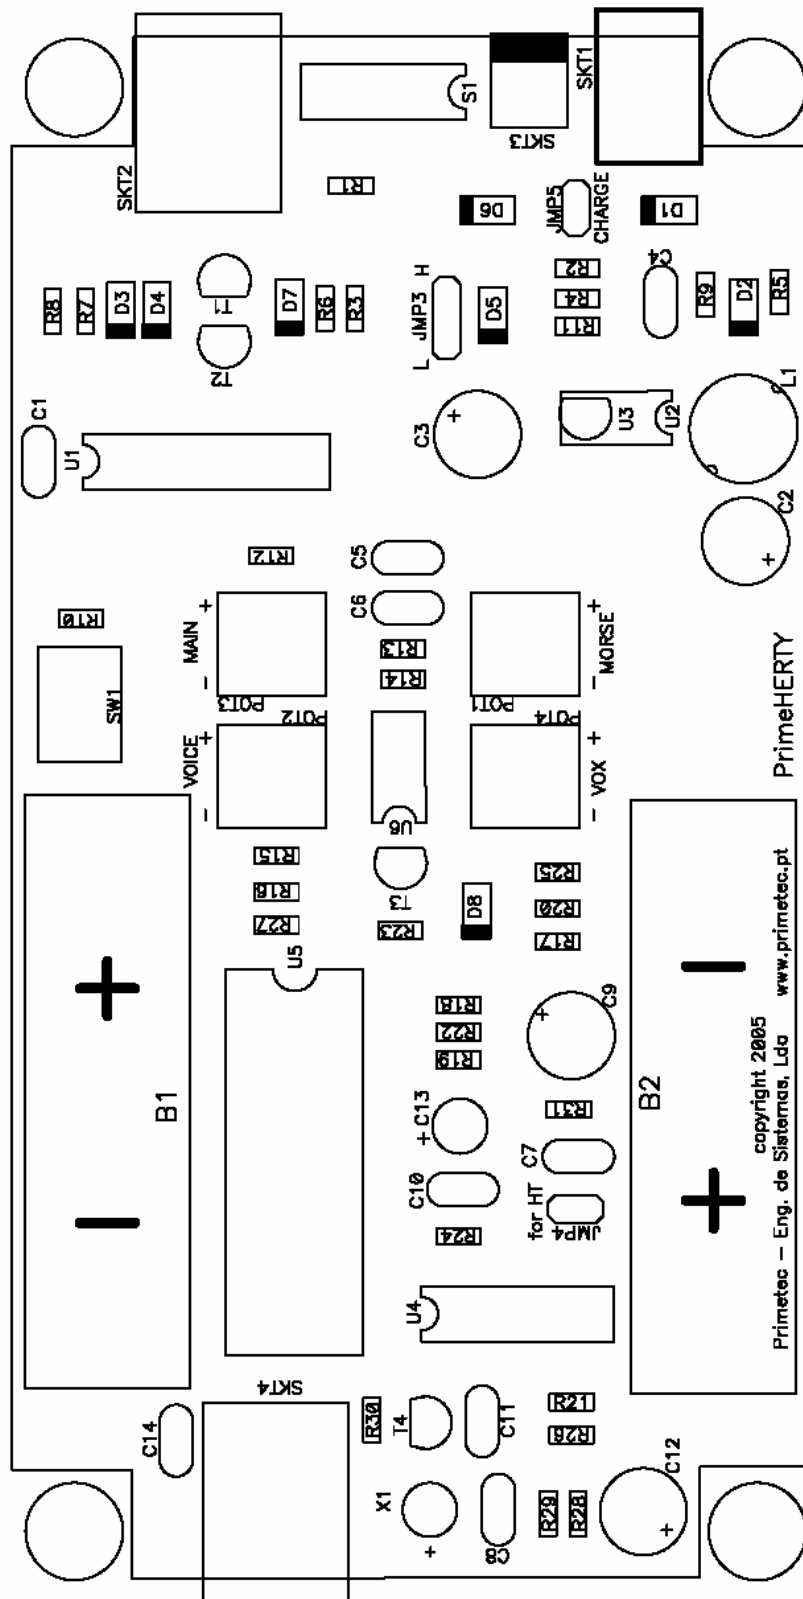 SKT2
S1
SKT3
SKT1
R1
D6
JMP5
CHARGE
D1
R8
R7
D3
D4
T1
T2
D7
R6
R3
H
JMP3
L
D5
R2
R4
R11
C4
R9
D2
R5
C1
U1
C3
+
U3
U2
L1
C2
+
R12
C5
C6
R10
SW1
MAIN
+
−
POT3
R13
R14
POT1
+
−
MORSE
VOICE
+
−
POT2
U6
POT4
+
−
VOX
PrimeHERTY
R15
R16
R27
T3
R23
D8
R25
R20
R17
U5
B1
+
−
R18
R22
R19
C9
+
C13
+
R31
C10
C7
for HT
JMP4
R24
B2
−
+
copyright 2005
Primetec − Eng. de Sistemas, Lda www.primetec.pt
U4
SKT4
C14
R30
T4
C11
R21
R26
X1
+
C8
R29
R28
C12
+